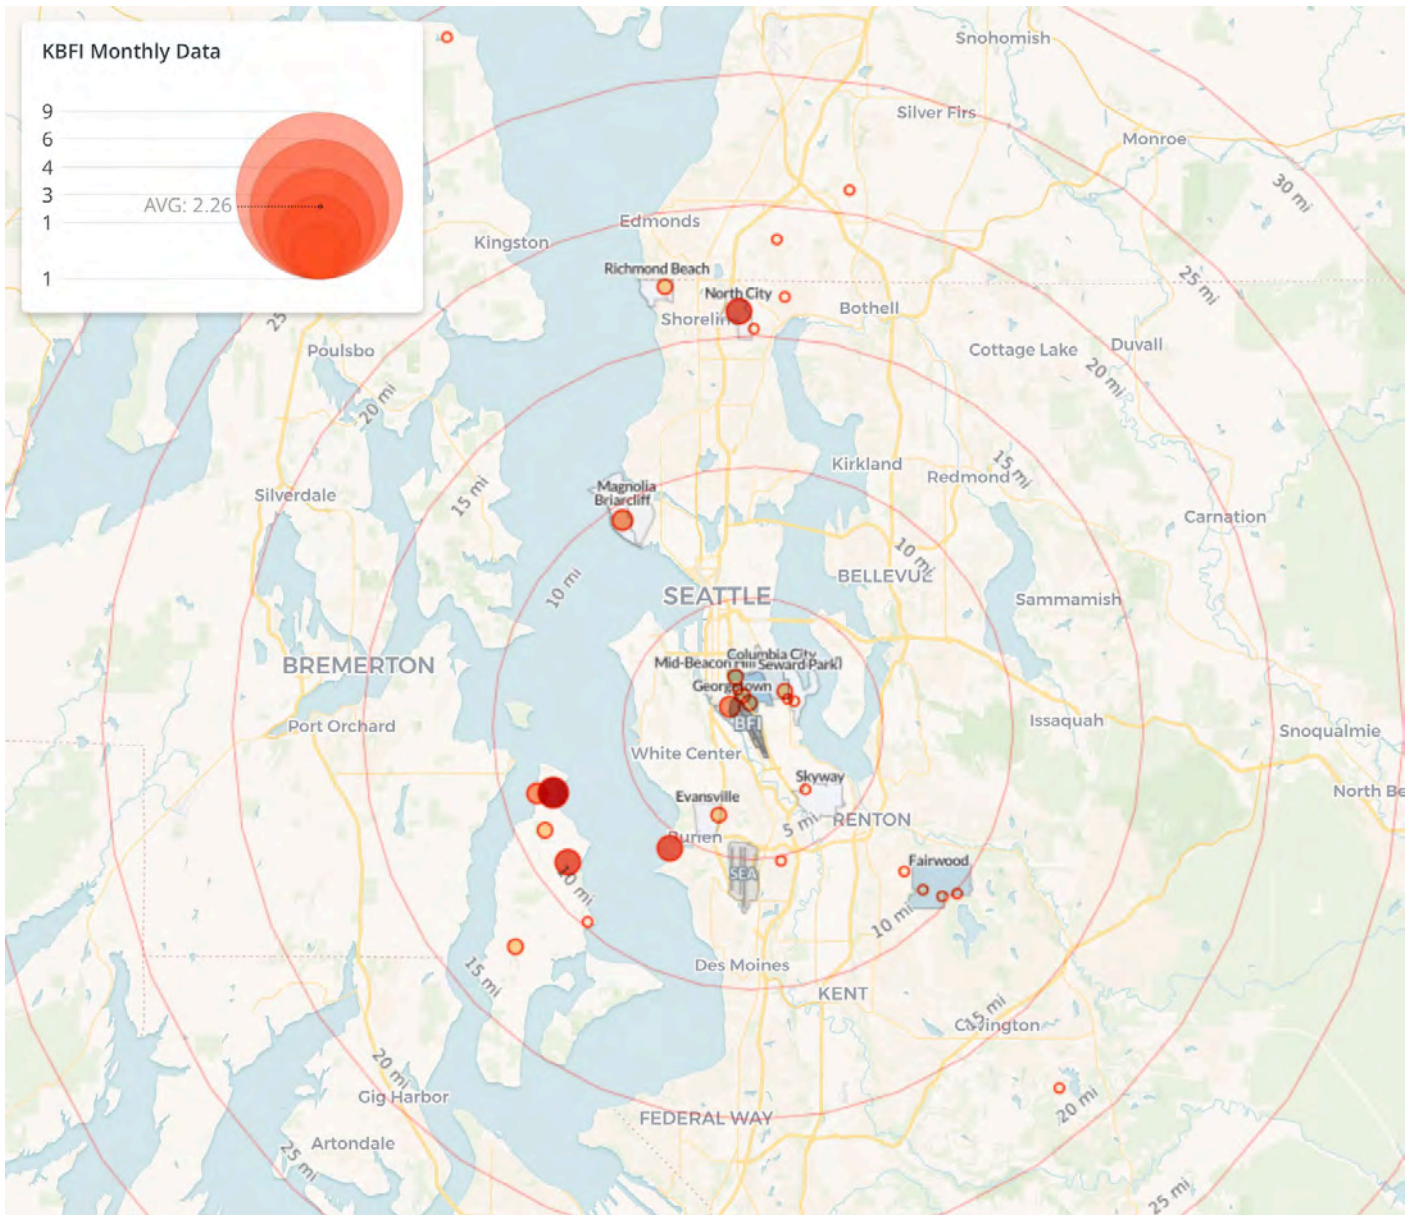 KBFI Monthly Data
9
6
4
3
AVG: 2.26
1
1
Snohomish
Silver Firs
Monroe
30 mi
Edmonds
Kingston
Richmond Beach
25 mi
North City
Bothell
25
Poulsbo
Cottage Lake
Duvall
20 mi
20 mi
Kirkland
Redmond
15 mi
15 mi
Silverdale
Magnolia
Briarcliff
Carnation
10 mi
BELLEVUE
10 mi
SEATTLE
Sammamish
Columbia City
BREMERTON
Mid-Beacon Hill
Seward Park
Georgetown
Port Orchard
BFI
Issaquah
Snoqualmie
White Center
Skyway
North Be
Evansville
5 mi
RENTON
Burien
Fairwood
SEA
10 mi
10 mi
Des Moines
15 mi
KENT
15 mi
Covington
20 mi
Gig Harbor
20 mi
FEDERAL WAY
Artondale
25 mi
25 mi